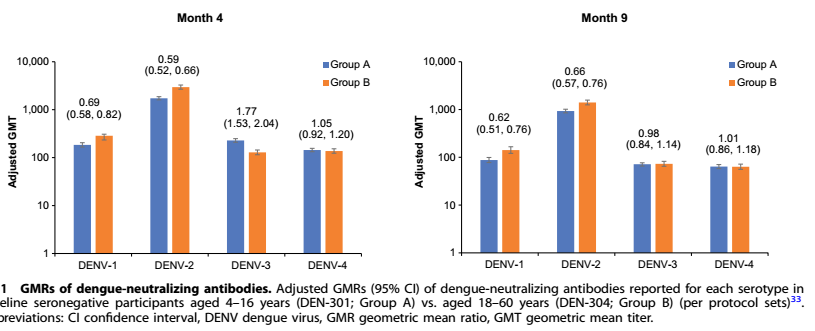 Month 4
10,000
1,000
100
10
1
Adjusted GMT
0.69
(0.58, 0.82)
0.59
(0.52, 0.66)
1.77
(1.53, 2.04)
1.05
(0.92, 1.20)
Group A
Group B
DENV-1 DENV-2 DENV-3 DENV-4
Month 9
10,000
1,000
100
10
1
Adjusted GMT
0.62
(0.51, 0.76)
0.66
(0.57, 0.76)
0.98
(0.84, 1.14)
1.01
(0.86, 1.18)
Group A
Group B
DENV-1 DENV-2 DENV-3 DENV-4
1 GMRs of dengue-neutralizing antibodies. Adjusted GMRs (95% CI) of dengue-neutralizing antibodies reported for each serotype in
eline seronegative participants aged 4–16 years (DEN-301; Group A) vs. aged 18–60 years (DEN-304; Group B) (per protocol sets)33.
breviations: CI confidence interval, DENV dengue virus, GMR geometric mean ratio, GMT geometric mean titer.